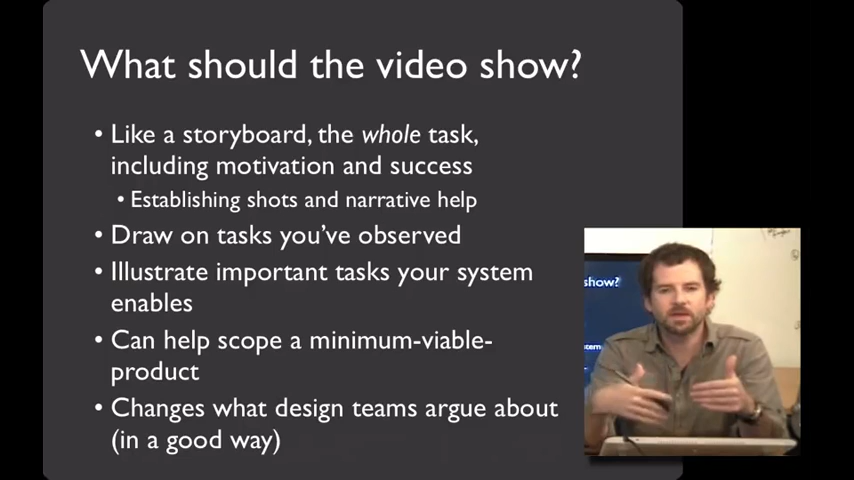 What should the video show?
• Like a storyboard, the whole task,
including motivation and success
• Establishing shots and narrative help
• Draw on tasks you've observed
• Illustrate important tasks your system
enables
• Can help scope a minimum-viable-
product
• Changes what design teams argue about
(in a good way)
show?
stem